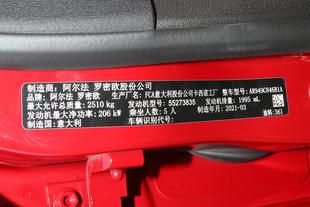 制造商：阿尔法 罗密欧股份公司
品牌：阿尔法 罗密欧 生产厂名：FCA意大利股份公司卡西诺工厂 整车型号：AR949C946B1A
最大允许总质量：2510 kg 发动机型号：55273835 发动机排量：1995 mL
发动机最大净功率：206 kW 乘坐人数：5 人 制造年月：2021-03
制造国：意大利 车辆识别代号： 涂料:361